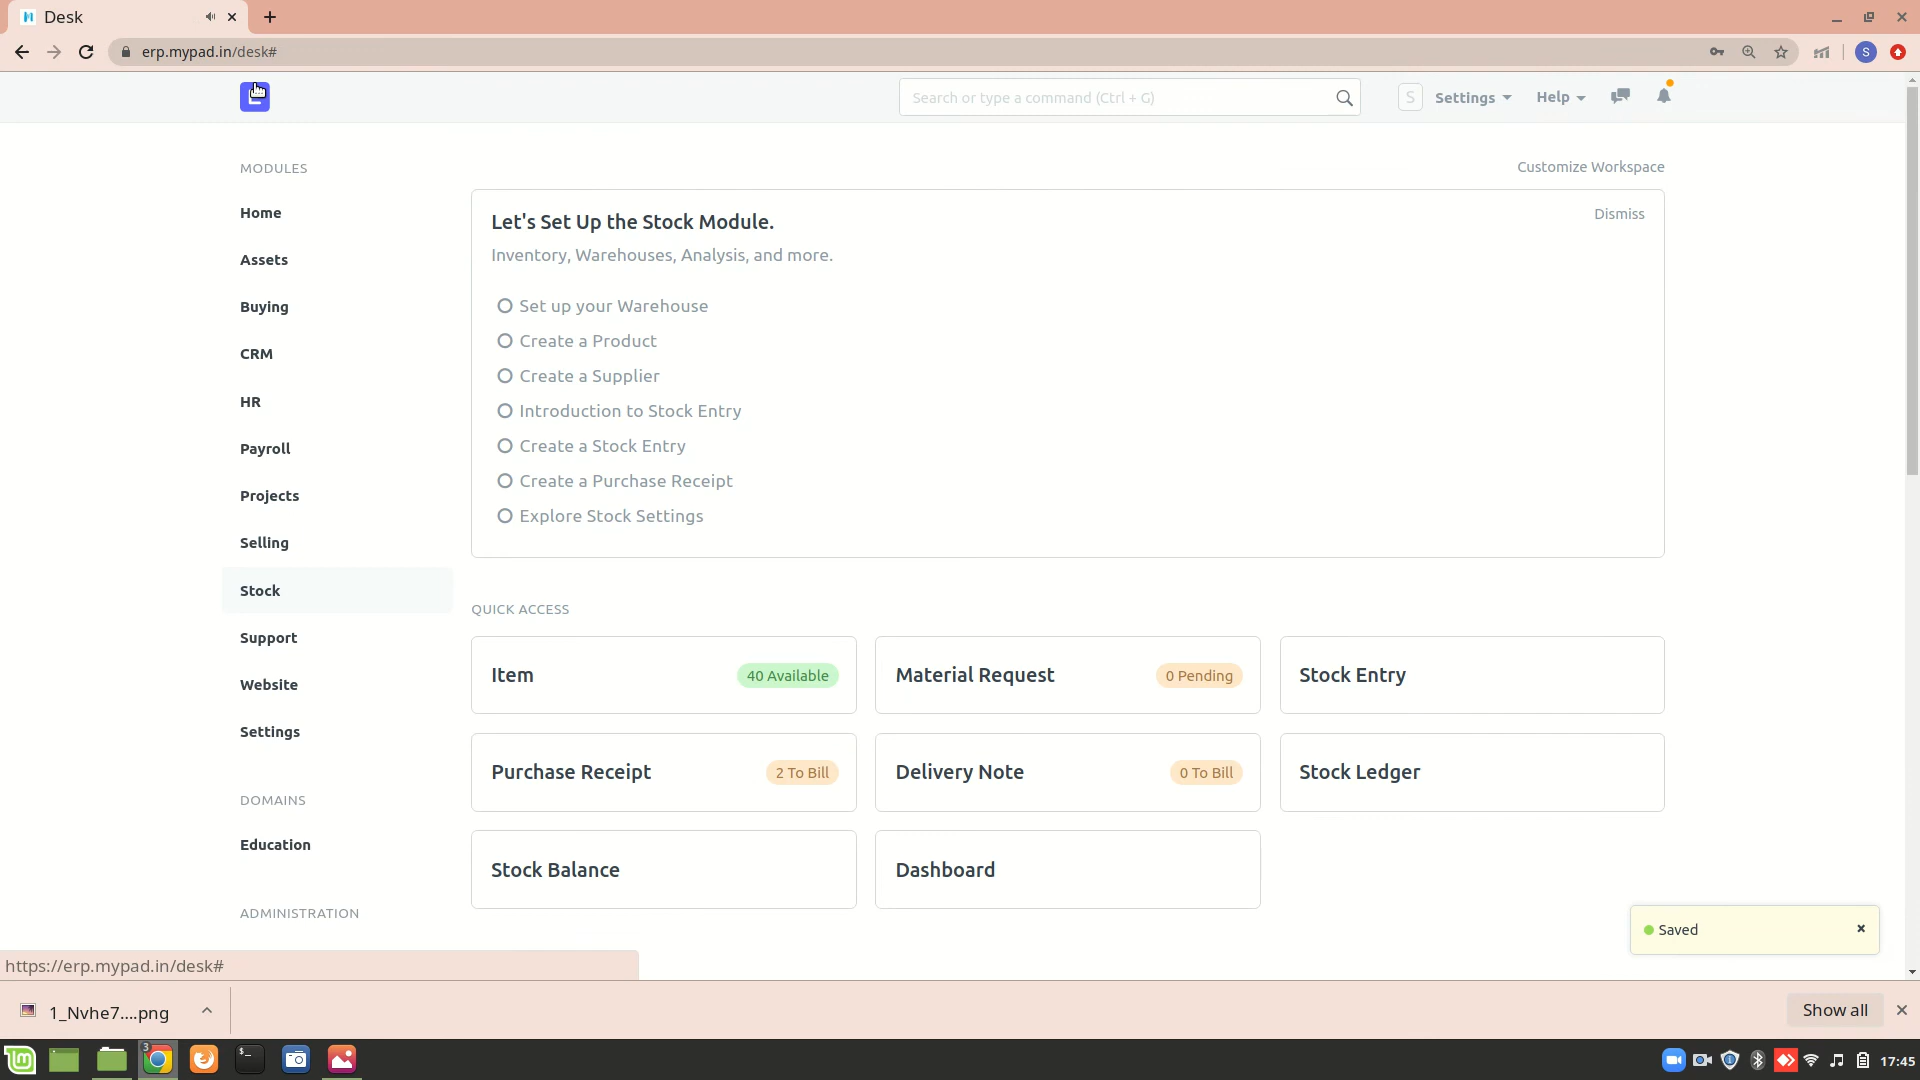 Desk
erp.mypad.in/desk#
S
Search or type a command (Ctrl + G)
S
Settings
Help
MODULES
Customize Workspace
Home
Assets
Buying
CRM
HR
Payroll
Projects
Selling
Stock
Support
Website
Settings
DOMAINS
Education
ADMINISTRATION
Let's Set Up the Stock Module.
Dismiss
Inventory, Warehouses, Analysis, and more.
Set up your Warehouse
Create a Product
Create a Supplier
Introduction to Stock Entry
Create a Stock Entry
Create a Purchase Receipt
Explore Stock Settings
QUICK ACCESS
Item
40 Available
Material Request
0 Pending
Stock Entry
Purchase Receipt
2 To Bill
Delivery Note
0 To Bill
Stock Ledger
Stock Balance
Dashboard
Saved
https://erp.mypad.in/desk#
1_Nvhe7....png
Show all
3
17:45